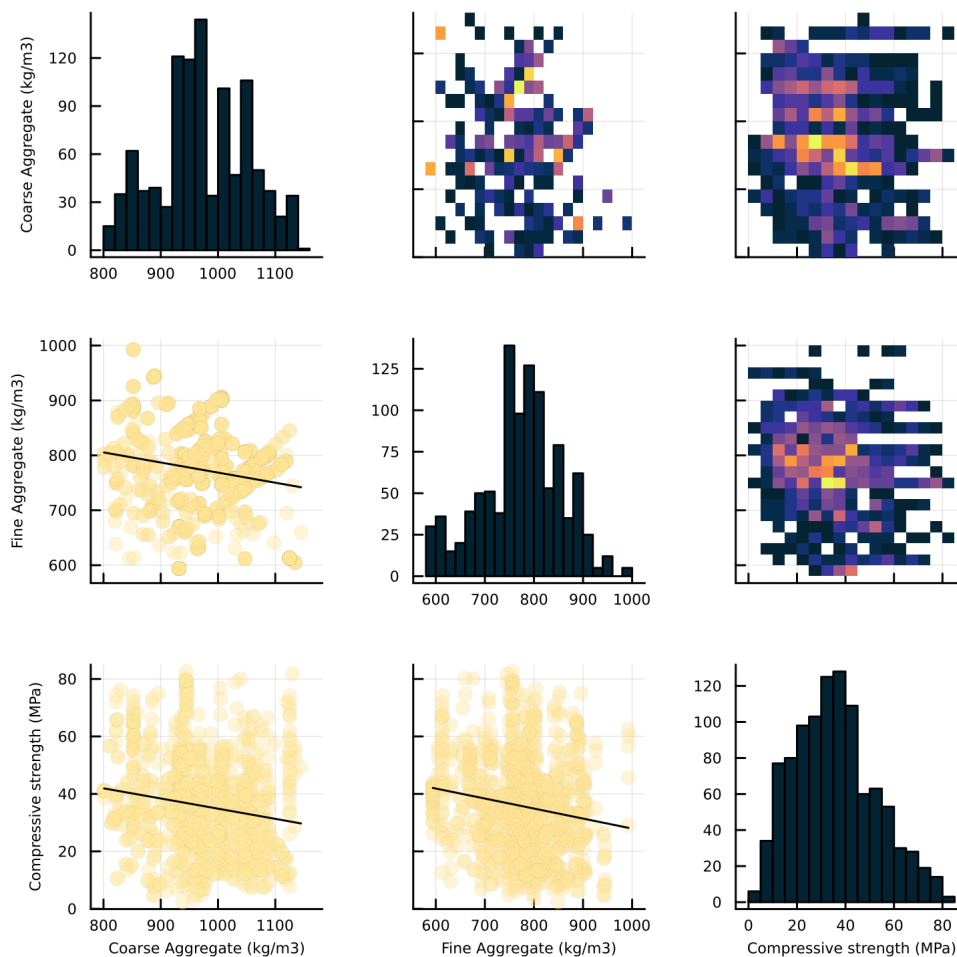 Coarse Aggregate (kg/m3)
120
90
60
30
0
800 900 1000 1100
Fine Aggregate (kg/m3)
1000
900
800
700
600
125
100
75
50
25
0
600 700 800 900 1000
Compressive strength (MPa)
80
60
40
20
0
800 900 1000 1100
Coarse Aggregate (kg/m3)
600 700 800 900 1000
Fine Aggregate (kg/m3)
120
100
80
60
40
20
0
0 20 40 60 80
Compressive strength (MPa)